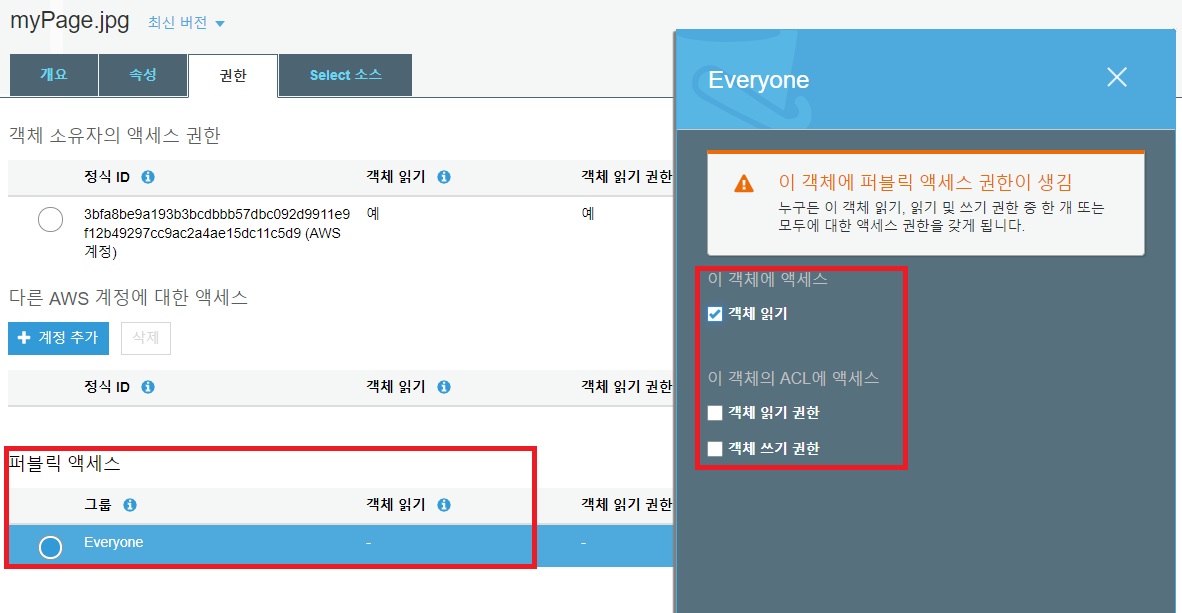 myPage.jpg 최신 버전
개요 속성 권한 Select 소스
객체 소유자의 액세스 권한
정식 ID 객체 읽기 객체 읽기 권한
3bfa8be9a193b3bcdbbb57dbc092d9911e9 예 예
f12b49297cc9ac2a4ae15dc11c5d9 (AWS
계정)
다른 AWS 계정에 대한 액세스
계정 추가 삭제
정식 ID 객체 읽기 객체 읽기 권한
퍼블릭 액세스
그룹 객체 읽기 객체 읽기 권한
Everyone - -
Everyone
이 객체에 퍼블릭 액세스 권한이 생김
누구든 이 객체 읽기, 읽기 및 쓰기 권한 중 한 개 또는
모두에 대한 액세스 권한을 갖게 됩니다.
이 객체에 액세스
객체 읽기
이 객체의 ACL에 액세스
객체 읽기 권한
객체 쓰기 권한